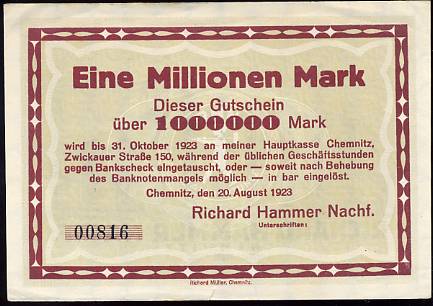 Eine Millionen Mark
Dieser Gutschein
über 1000000 Mark
wird bis 31. Oktober 1923 an meiner Hauptkasse Chemnitz,
Zwickauer Straße 150, während der üblichen Geschäftsstunden
gegen Bankscheck eingetauscht, oder — soweit nach Behebung
des Banknotenmangels möglich — in bar eingelöst.
Chemnitz, den 20. August 1923
Richard Hammer Nachf.
Unterschriften:
00816
Richard Müller, Chemnitz.